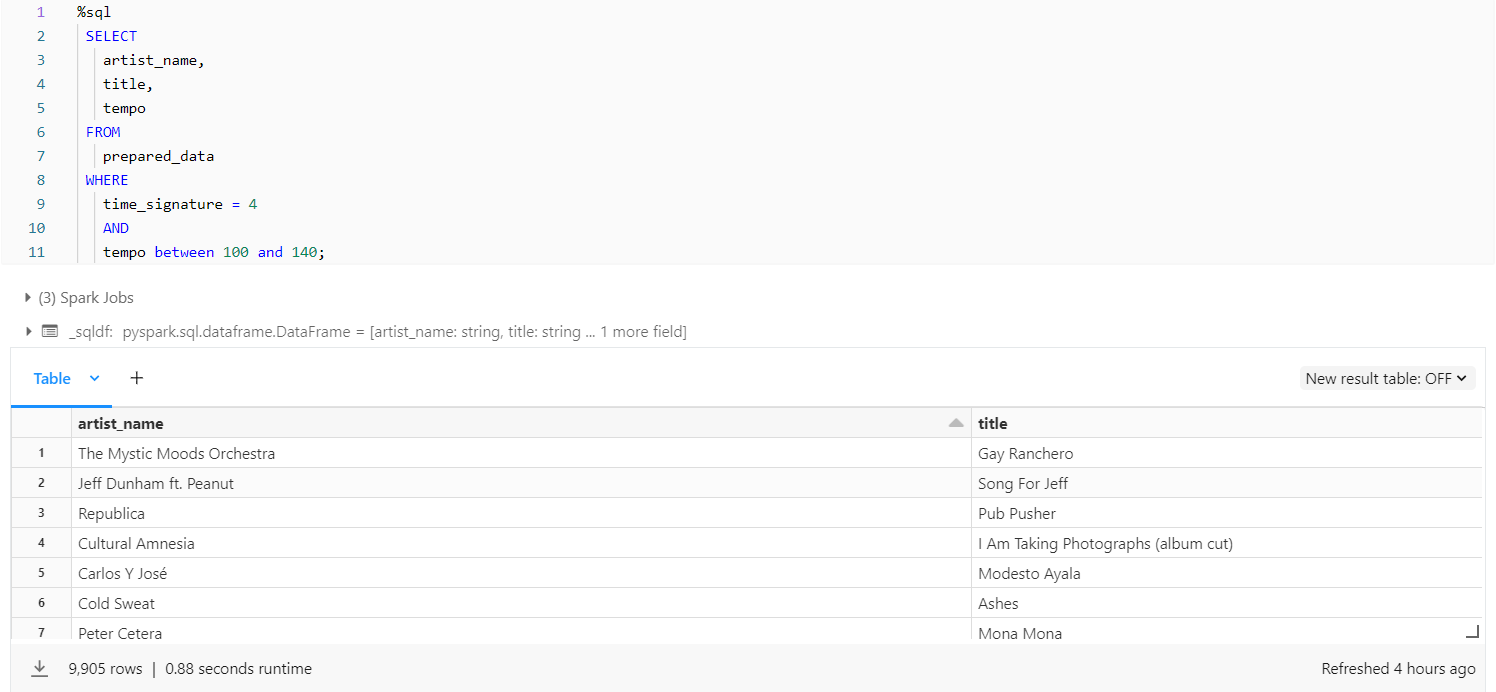 1 %sql
2 SELECT
3 artist_name,
4 title,
5 tempo
6 FROM
7 prepared_data
8 WHERE
9 time_signature = 4
10 AND
11 tempo between 100 and 140;
(3) Spark Jobs
_sqldf: pyspark.sql.dataframe.DataFrame = [artist_name: string, title: string ... 1 more field]
Table + New result table: OFF
artist_name title
1 The Mystic Moods Orchestra Gay Ranchero
2 Jeff Dunham ft. Peanut Song For Jeff
3 Republica Pub Pusher
4 Cultural Amnesia I Am Taking Photographs (album cut)
5 Carlos Y José Modesto Ayala
6 Cold Sweat Ashes
7 Peter Cetera Mona Mona
9,905 rows | 0.88 seconds runtime Refreshed 4 hours ago